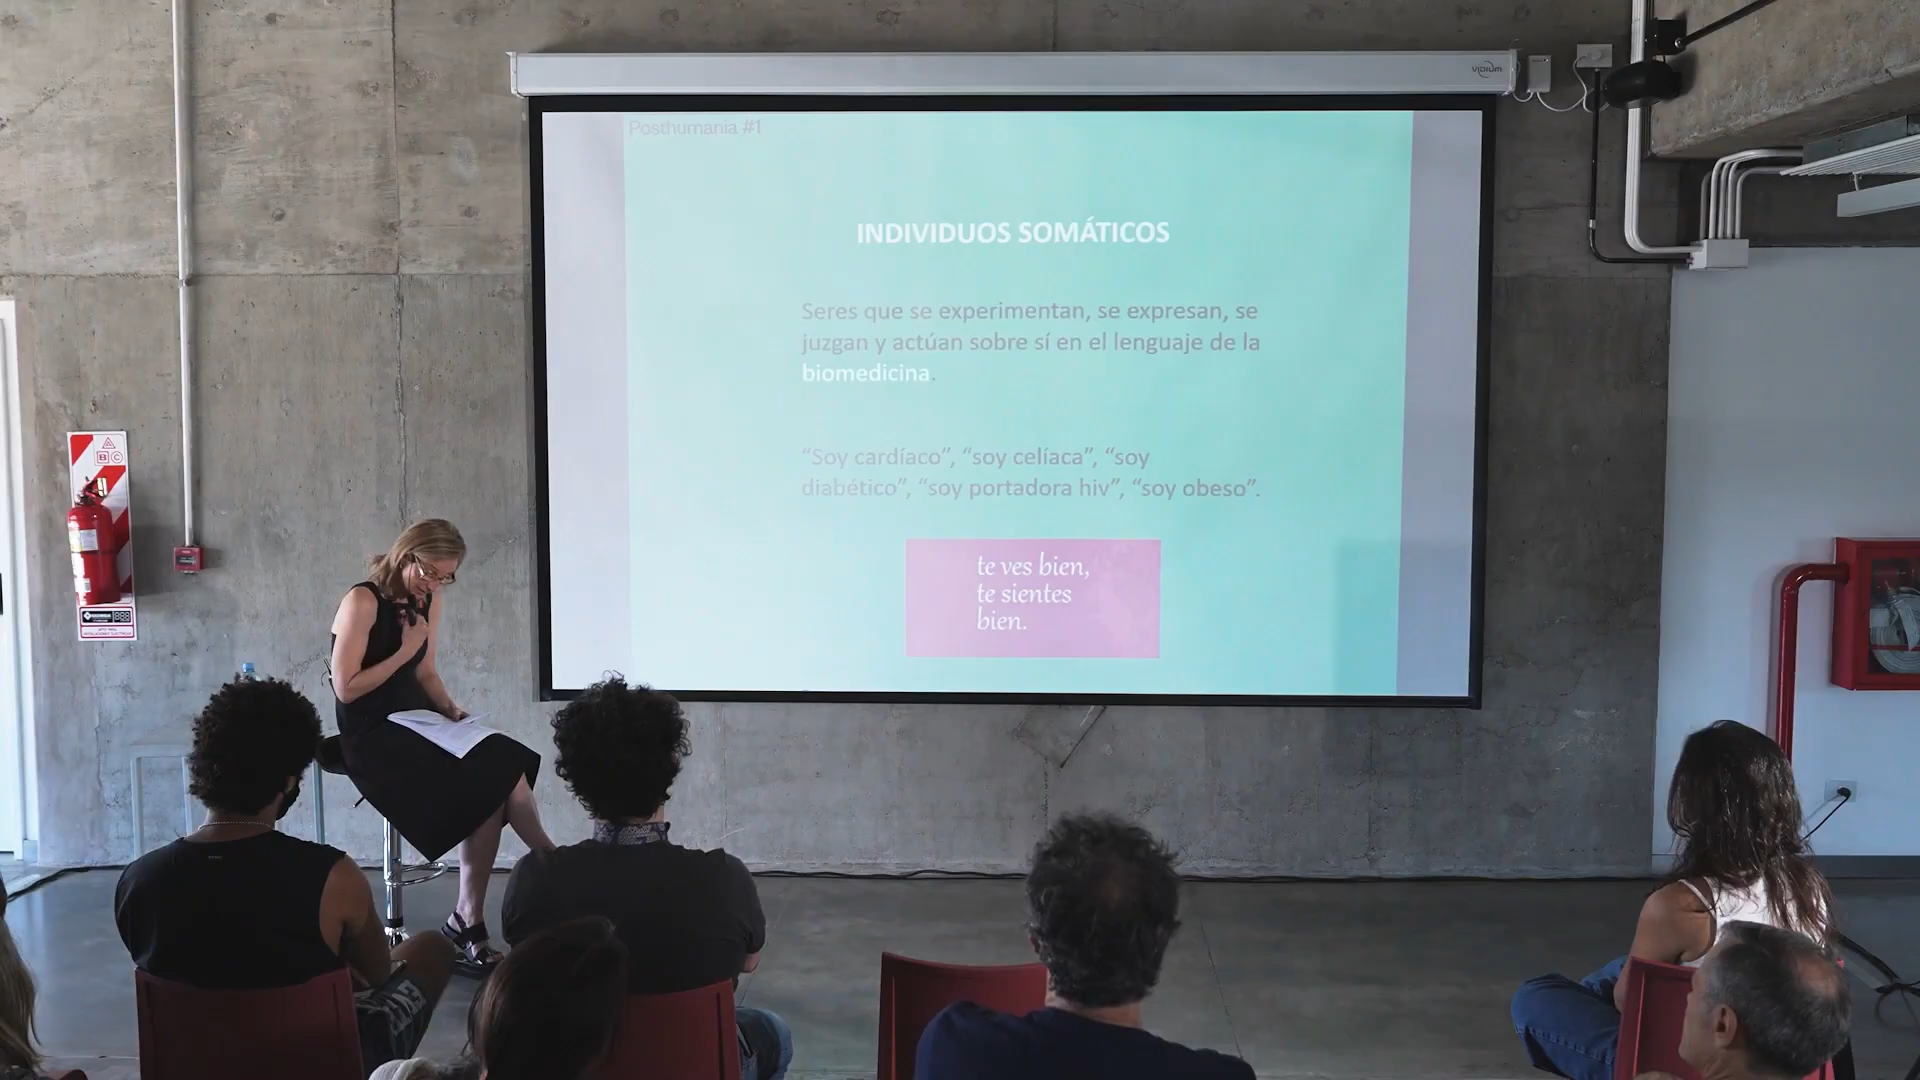 VIDIUM
Posthumania #1
INDIVIDUOS SOMÁTICOS
Seres que se experimentan, se expresan, se
juzgan y actúan sobre sí en el lenguaje de la
biomedicina.
“Soy cardíaco”, “soy celíaca”, “soy
diabético”, “soy portadora hiv”, “soy obeso”.
te ves bien,
te sientes
bien.
A
B C